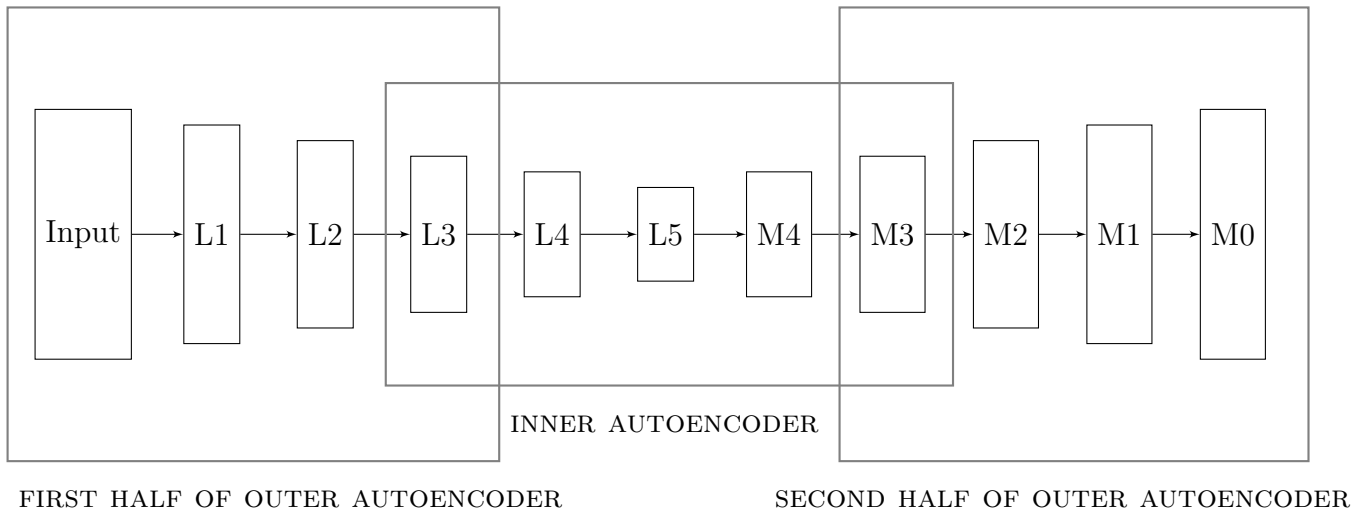 Input L1 L2 L3 L4 L5 M4 M3 M2 M1 M0
INNER AUTOENCODER
FIRST HALF OF OUTER AUTOENCODER
SECOND HALF OF OUTER AUTOENCODER